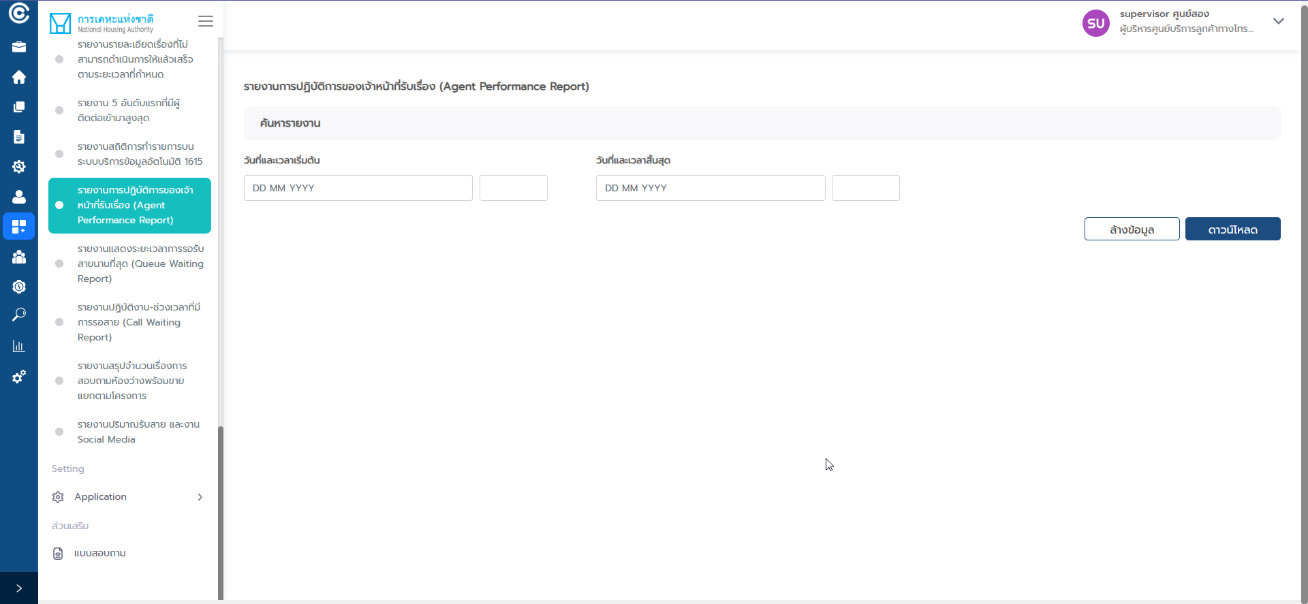 การเคหะแห่งชาติ
National Housing Authority
supervisor ศูนย์สอง
ผู้บริหารศูนย์บริการลูกค้าทางโทร...
SU
รายงานรายละเอียดเรื่องที่ไม่
สามารถดำเนินการให้แล้วเสร็จ
ตามระยะเวลาที่กำหนด
รายงาน 5 อันดับแรกที่มีผู้
ติดต่อเข้ามาสูงสุด
รายงานสถิติการทำรายการบน
ระบบบริการข้อมูลอัตโนมัติ 1615
รายงานการปฏิบัติการของเจ้า
หน้าที่รับเรื่อง (Agent
Performance Report)
รายงานแสดงระยะเวลาการรอรับ
สายนานที่สุด (Queue Waiting
Report)
รายงานปฏิบัติงาน-ช่วงเวลาที่มี
การรอสาย (Call Waiting
Report)
รายงานสรุปจำนวนเรื่องการ
สอบถามห้องว่างพร้อมขาย
แยกตามโครงการ
รายงานปริมาณรับสาย และงาน
Social Media
Setting
Application
ส่วนเสริม
แบบสอบถาม
รายงานการปฏิบัติการของเจ้าหน้าที่รับเรื่อง (Agent Performance Report)
ค้นหารายงาน
วันที่และเวลาเริ่มต้น
วันที่และเวลาสิ้นสุด
DD MM YYYY
DD MM YYYY
ล้างข้อมูล
ดาวน์โหลด